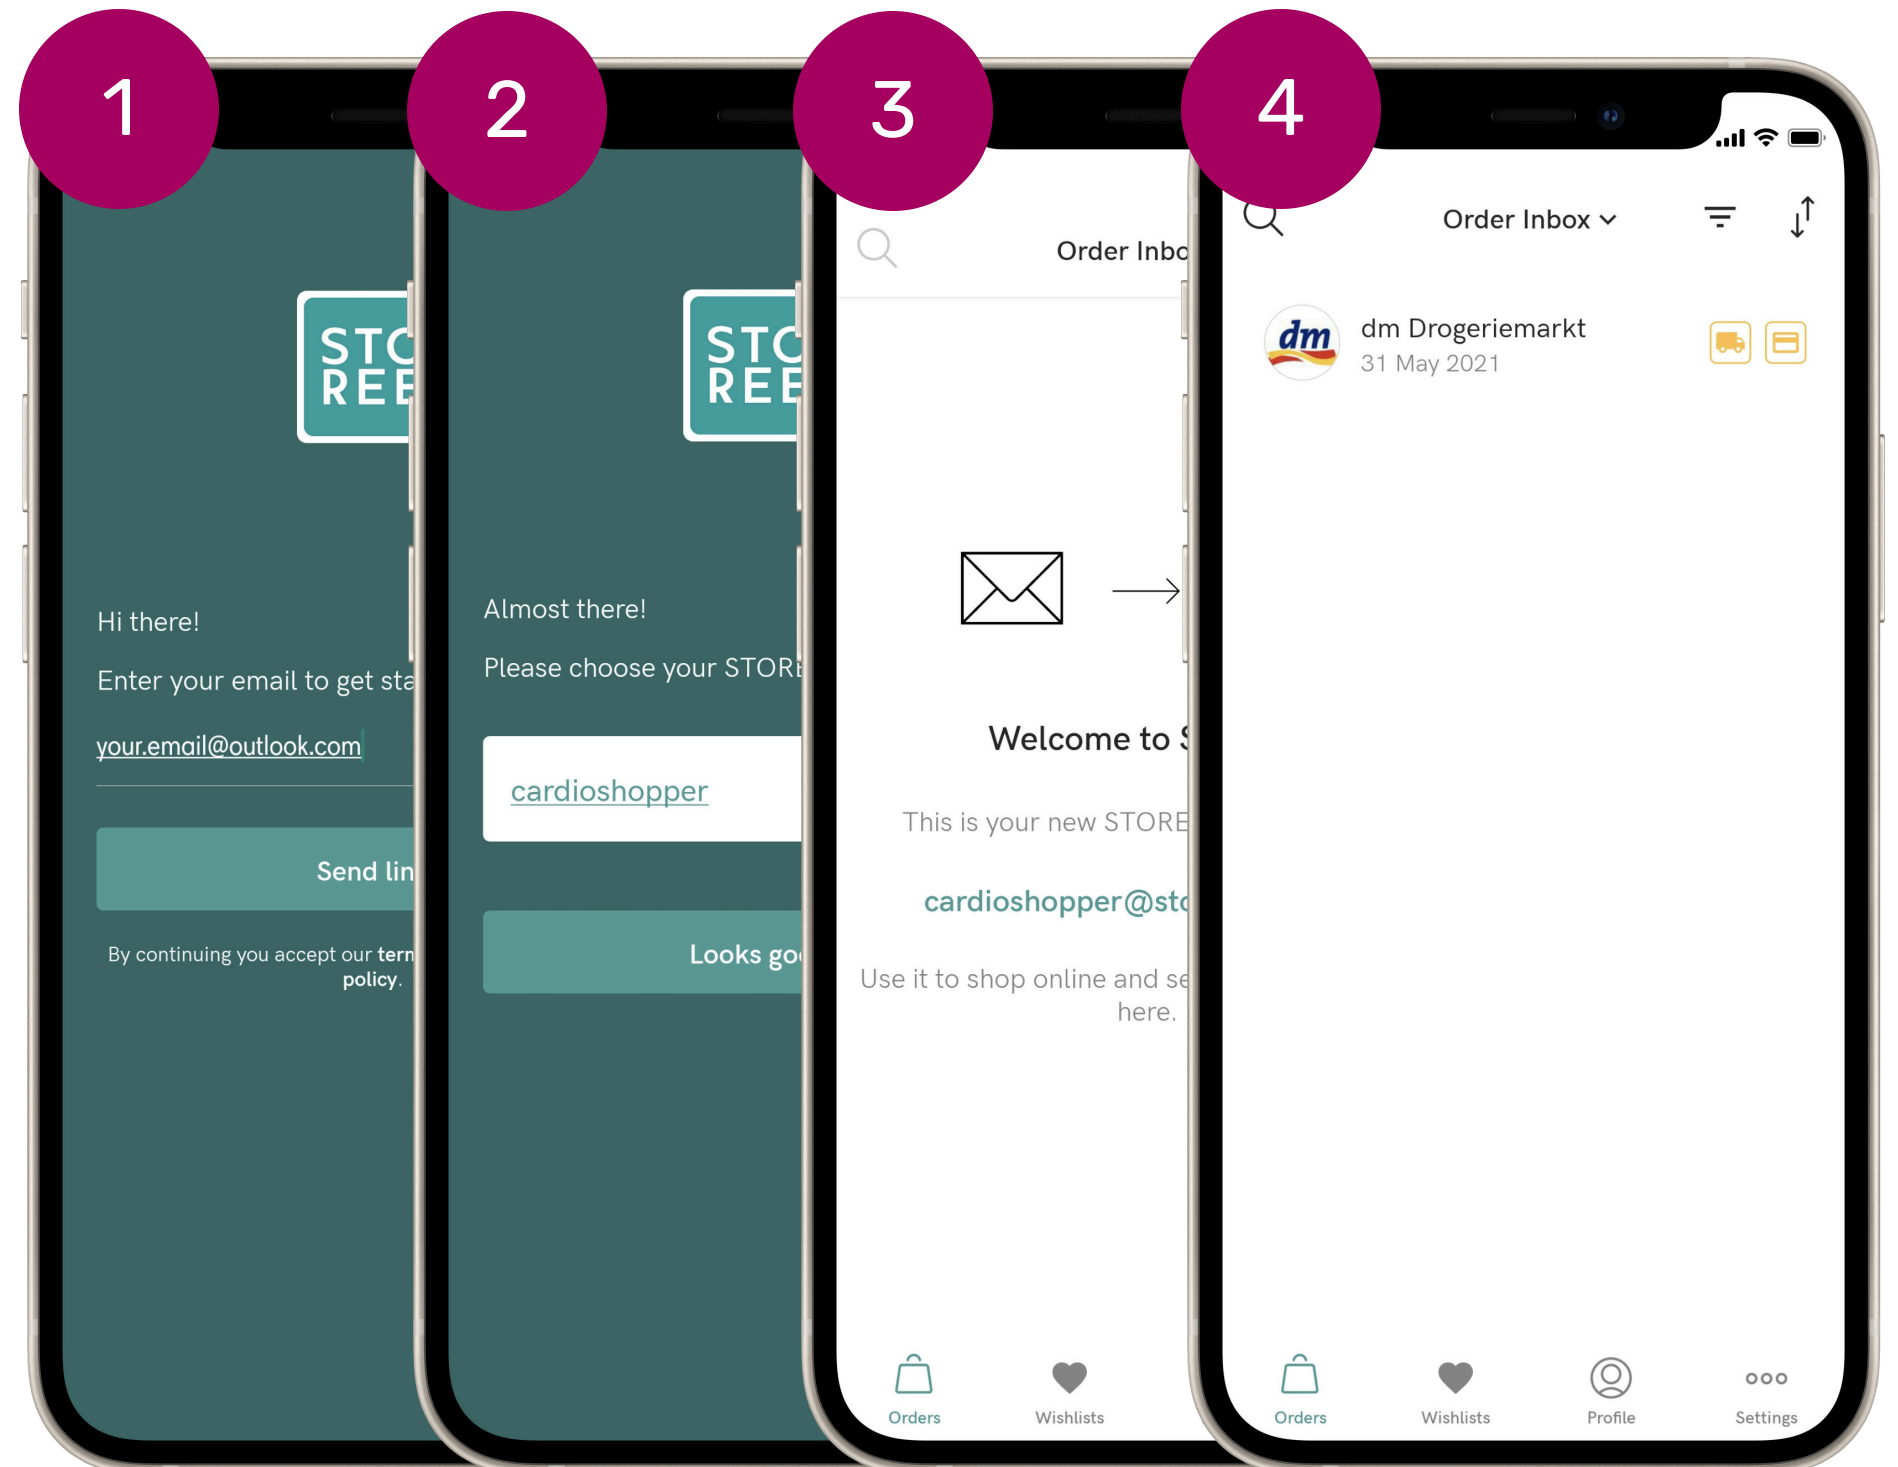 1
2
3
4
STO
REE
Hi there!
Enter your email to get sta
your.email@outlook.com
Send lin
By continuing you accept our term
policy.
STO
REE
Almost there!
Please choose your STORE
cardioshopper
Looks goo
Order Inbo
Welcome to S
This is your new STORE
cardioshopper@sto
Use it to shop online and se
here.
Orders
Wishlists
Order Inbox
dm
dm Drogeriemarkt
31 May 2021
Orders
Wishlists
Profile
Settings